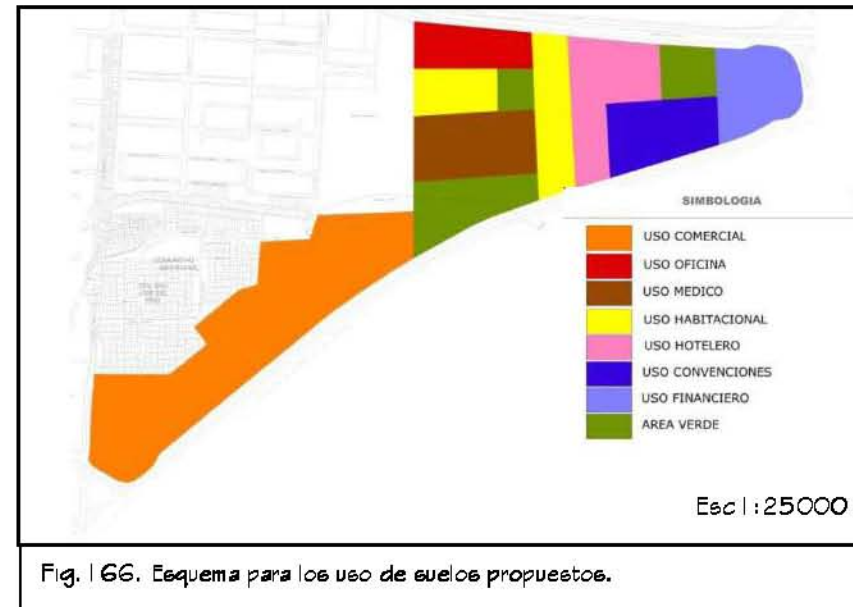 SIMBOLOGIA
USO COMERCIAL
USO OFICINA
USO MEDICO
USO HABITACIONAL
USO HOTELERO
USO CONVENCIONES
USO FINANCIERO
AREA VERDE
Esc 1:25000
Fig. 166. Esquema para los uso de suelos propuestos.